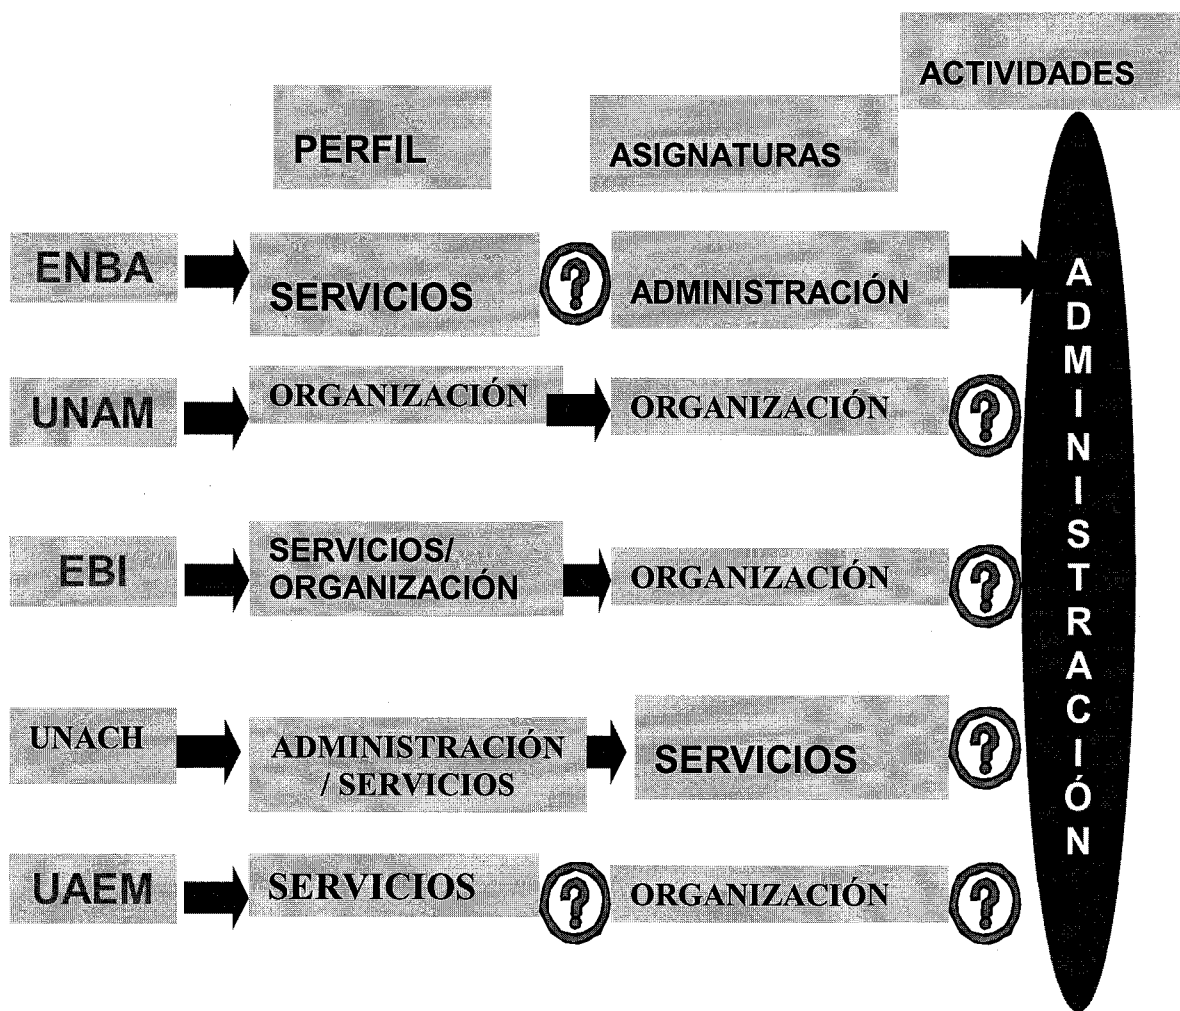 ACTIVIDADES
PERFIL
ASIGNATURAS
ENBA
SERVICIOS
?
ADMINISTRACIÓN
UNAM
ORGANIZACIÓN
ORGANIZACIÓN
?
EBI
SERVICIOS/
ORGANIZACIÓN
ORGANIZACIÓN
?
UNACH
ADMINISTRACIÓN
/ SERVICIOS
SERVICIOS
?
UAEM
SERVICIOS
?
ORGANIZACIÓN
?
ADMINISTRACIÓN